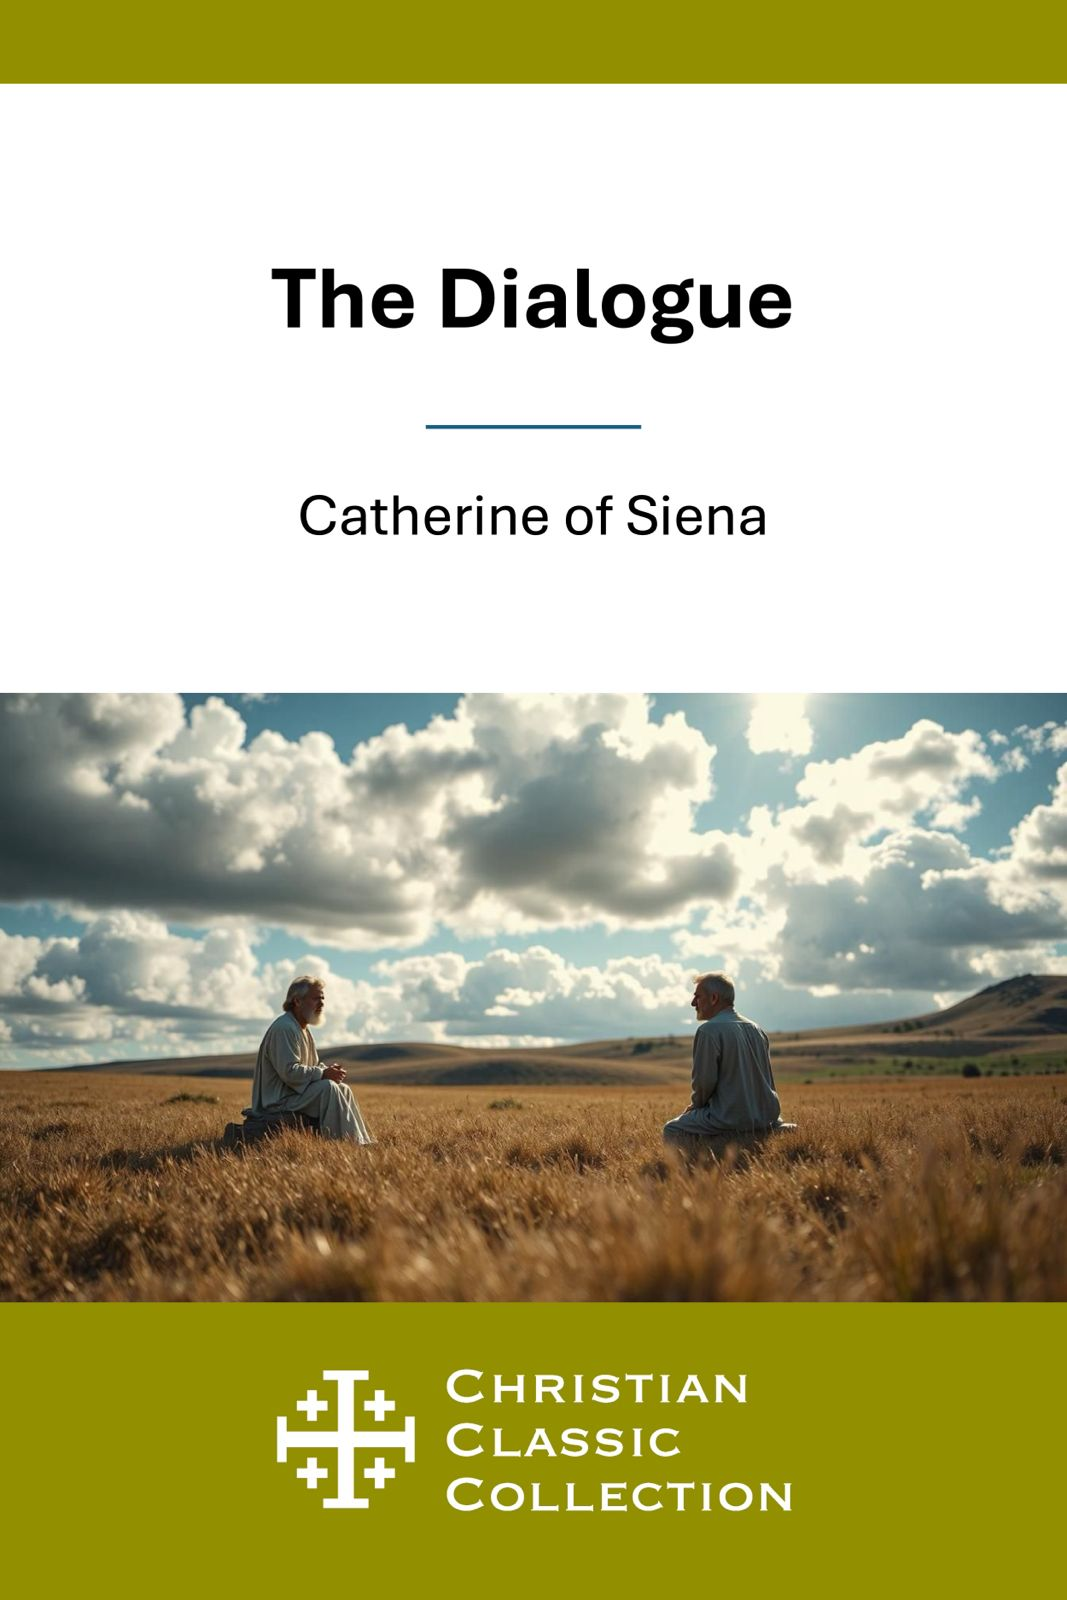 The Dialogue
Catherine of Siena
CHRISTIAN
CLASSIC
COLLECTION